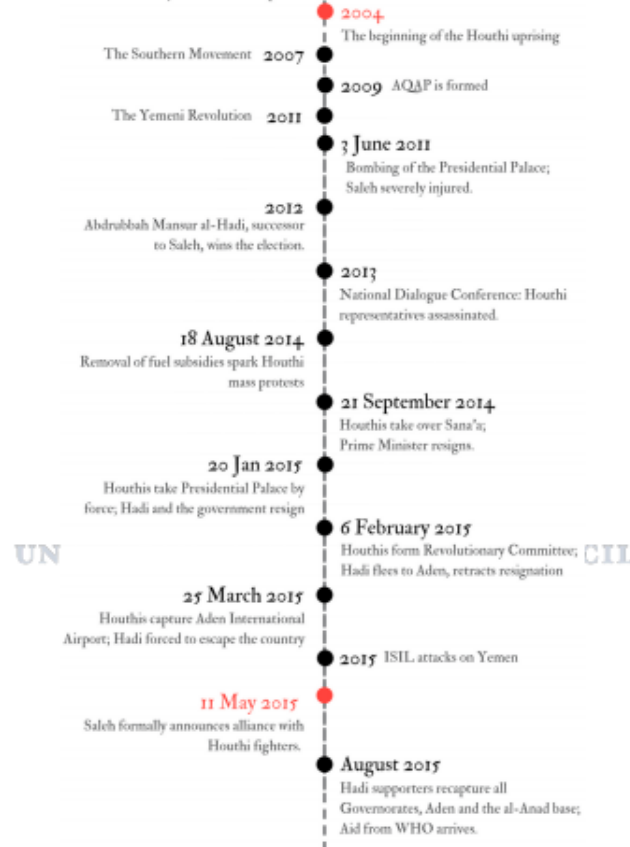 2004
The beginning of the Houthi uprising
The Southern Movement 2007
2009 AQAP is formed
The Yemeni Revolution 2011
3 June 2011
Bombing of the Presidential Palace;
Saleh severely injured.
2012
Abdrubbah Mansur al-Hadi, successor
to Saleh, wins the election.
2013
National Dialogue Conference: Houthi
representatives assassinated.
18 August 2014
Removal of fuel subsidies spark Houthi
mass protests
21 September 2014
Houthis take over Sana'a;
Prime Minister resigns.
20 Jan 2015
Houthis take Presidential Palace by
force; Hadi and the government resign
6 February 2015
Houthis form Revolutionary Committee;
Hadi flees to Aden, retracts resignation
UN CIL
25 March 2015
Houthis capture Aden International
Airport; Hadi forced to escape the country
2015 ISIL attacks on Yemen
11 May 2015
Saleh formally announces alliance with
Houthi fighters.
August 2015
Hadi supporters recapture all
Governorates, Aden and the al-Anad base;
Aid from WHO arrives.